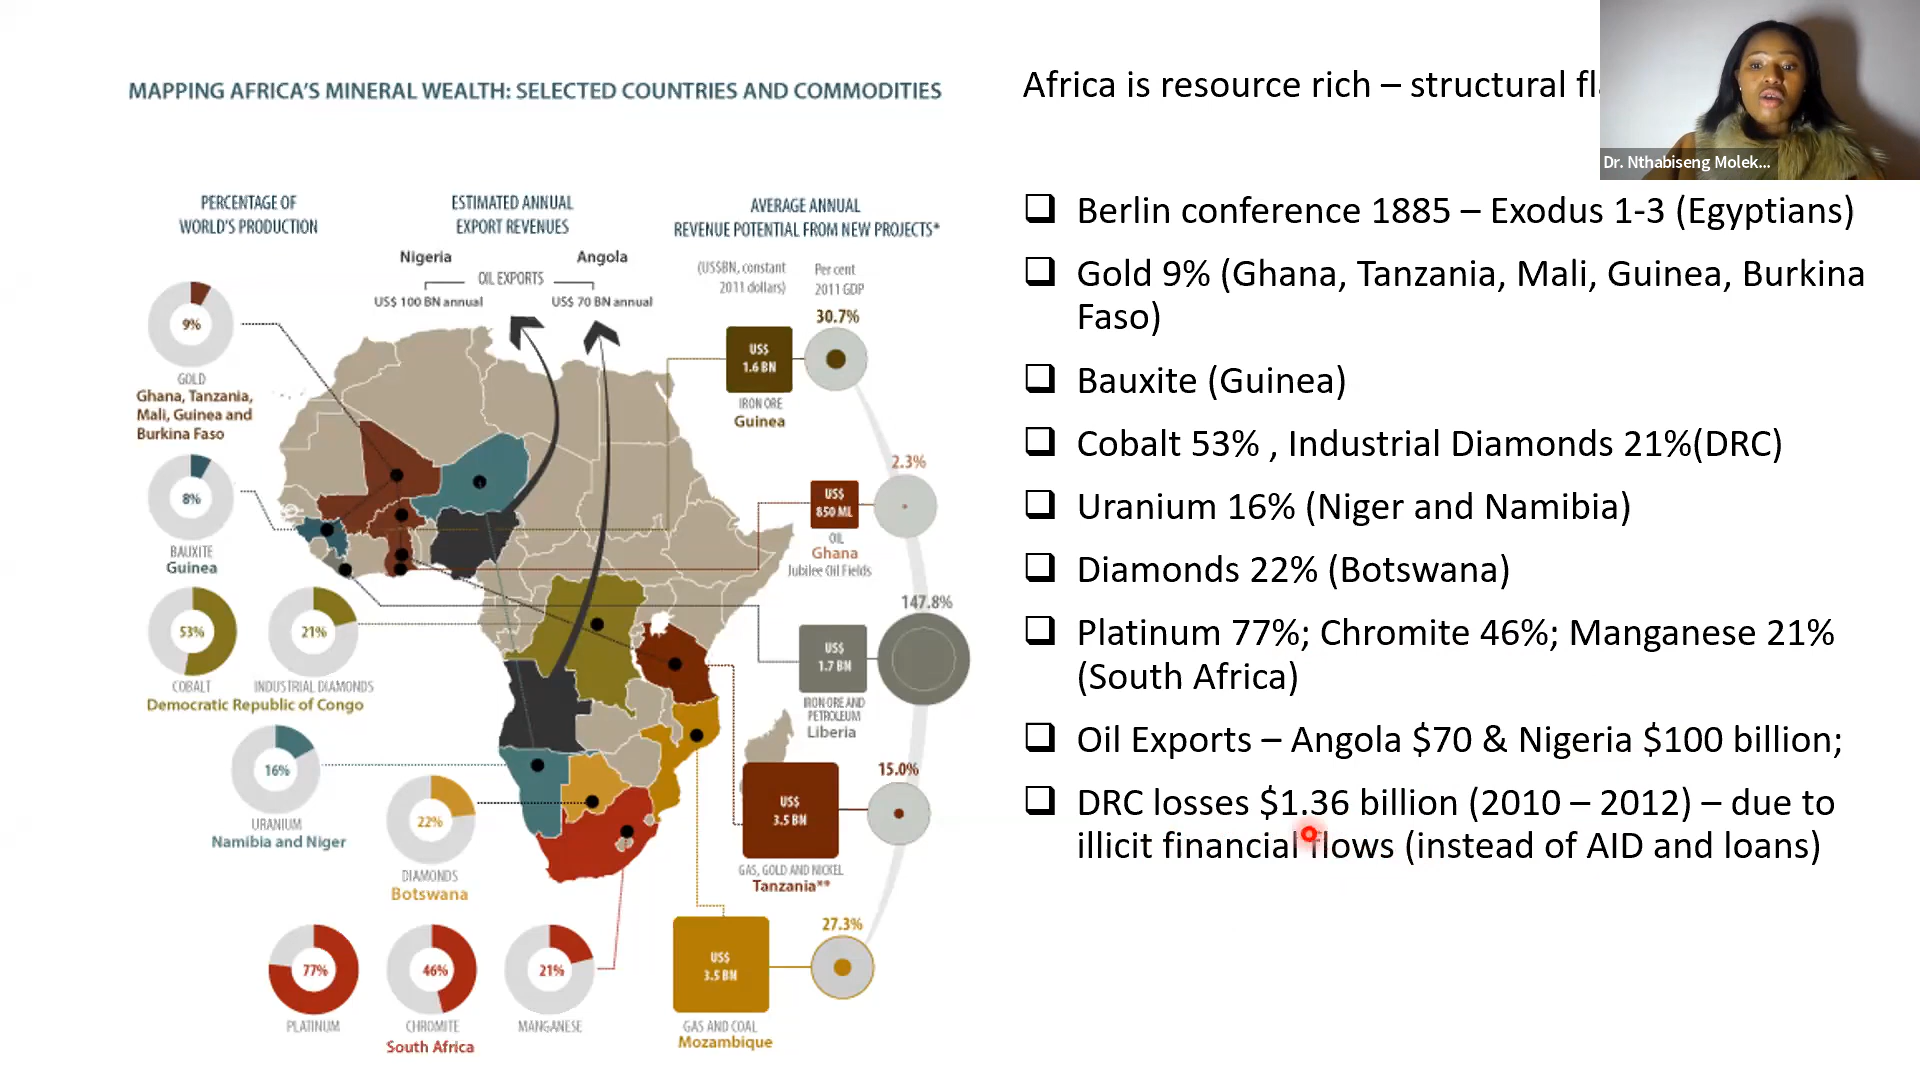 MAPPING AFRICA'S MINERAL WEALTH: SELECTED COUNTRIES AND COMMODITIES
PERCENTAGE OF
WORLD'S PRODUCTION
ESTIMATED ANNUAL
EXPORT REVENUES
Nigeria
Angola
OIL EXPORTS
US$ 100 BN annual
US$ 70 BN annual
AVERAGE ANNUAL
REVENUE POTENTIAL FROM NEW PROJECTS*
(US$BN, constant
2011 dollars)
Per cent
2011 GDP
9%
GOLD
Ghana, Tanzania,
Mali, Guinea and
Burkina Faso
8%
BAUXITE
Guinea
53%
COBALT
21%
INDUSTRIAL DIAMONDS
Democratic Republic of Congo
16%
URANIUM
Namibia and Niger
22%
DIAMONDS
Botswana
77%
PLATINUM
46%
CHROMITE
21%
MANGANESE
South Africa
30.7%
US$
1.6 BN
IRON ORE
Guinea
2.3%
US$
850 ML
OIL
Ghana
Jubilee Oil Fields
147.8%
US$
1.7 BN
IRON ORE AND
PETROLEUM
Liberia
15.0%
US$
3.5 BN
GAS, GOLD AND NICKEL
Tanzania**
27.3%
US$
3.5 BN
GAS AND COAL
Mozambique
Africa is resource rich – structural
Dr. Nthabiseng Molek...
Berlin conference 1885 – Exodus 1-3 (Egyptians)
Gold 9% (Ghana, Tanzania, Mali, Guinea, Burkina
Faso)
Bauxite (Guinea)
Cobalt 53% , Industrial Diamonds 21%(DRC)
Uranium 16% (Niger and Namibia)
Diamonds 22% (Botswana)
Platinum 77%; Chromite 46%; Manganese 21%
(South Africa)
Oil Exports – Angola $70 & Nigeria $100 billion;
DRC losses $1.36 billion (2010 – 2012) – due to
illicit financial flows (instead of AID and loans)